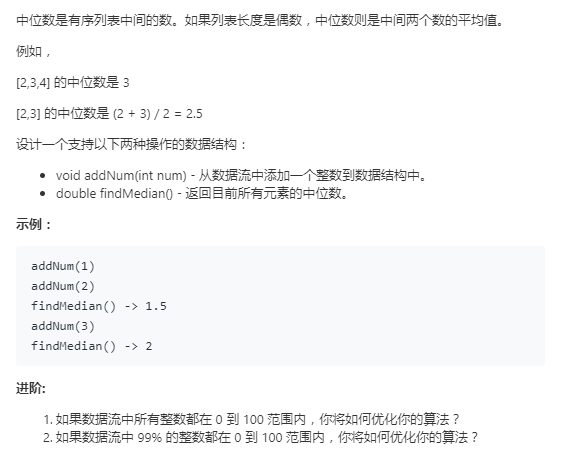 中位数是有序列表中间的数。如果列表长度是偶数，中位数则是中间两个数的平均值。
例如，
[2,3,4] 的中位数是 3
[2,3] 的中位数是 (2 + 3) / 2 = 2.5
设计一个支持以下两种操作的数据结构：
• void addNum(int num) - 从数据流中添加一个整数到数据结构中。
• double findMedian() - 返回目前所有元素的中位数。
示例：
addNum(1)
addNum(2)
findMedian() -> 1.5
addNum(3)
findMedian() -> 2
进阶:
1. 如果数据流中所有整数都在 0 到 100 范围内，你将如何优化你的算法？
2. 如果数据流中 99% 的整数都在 0 到 100 范围内，你将如何优化你的算法？